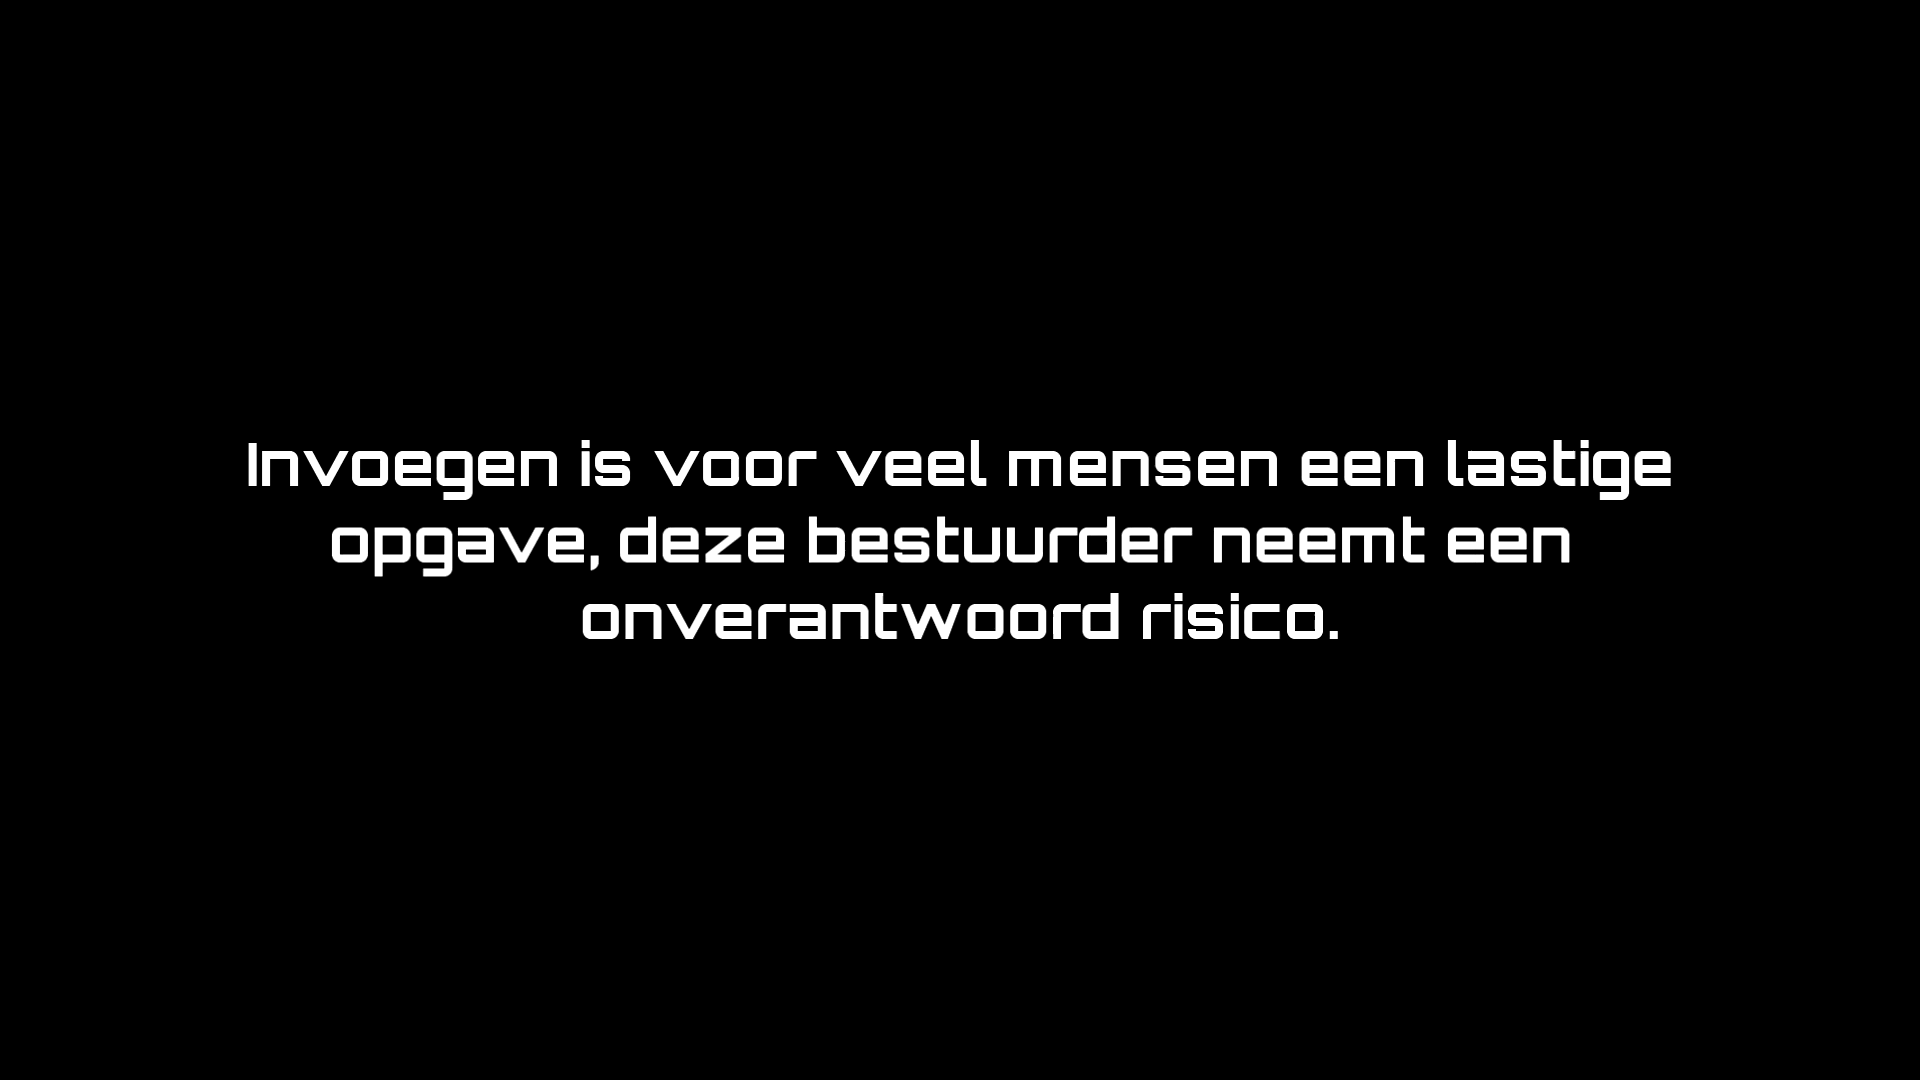 Invoegen is voor veel mensen een lastige
opgave, deze bestuurder neemt een
onverantwoord risico.